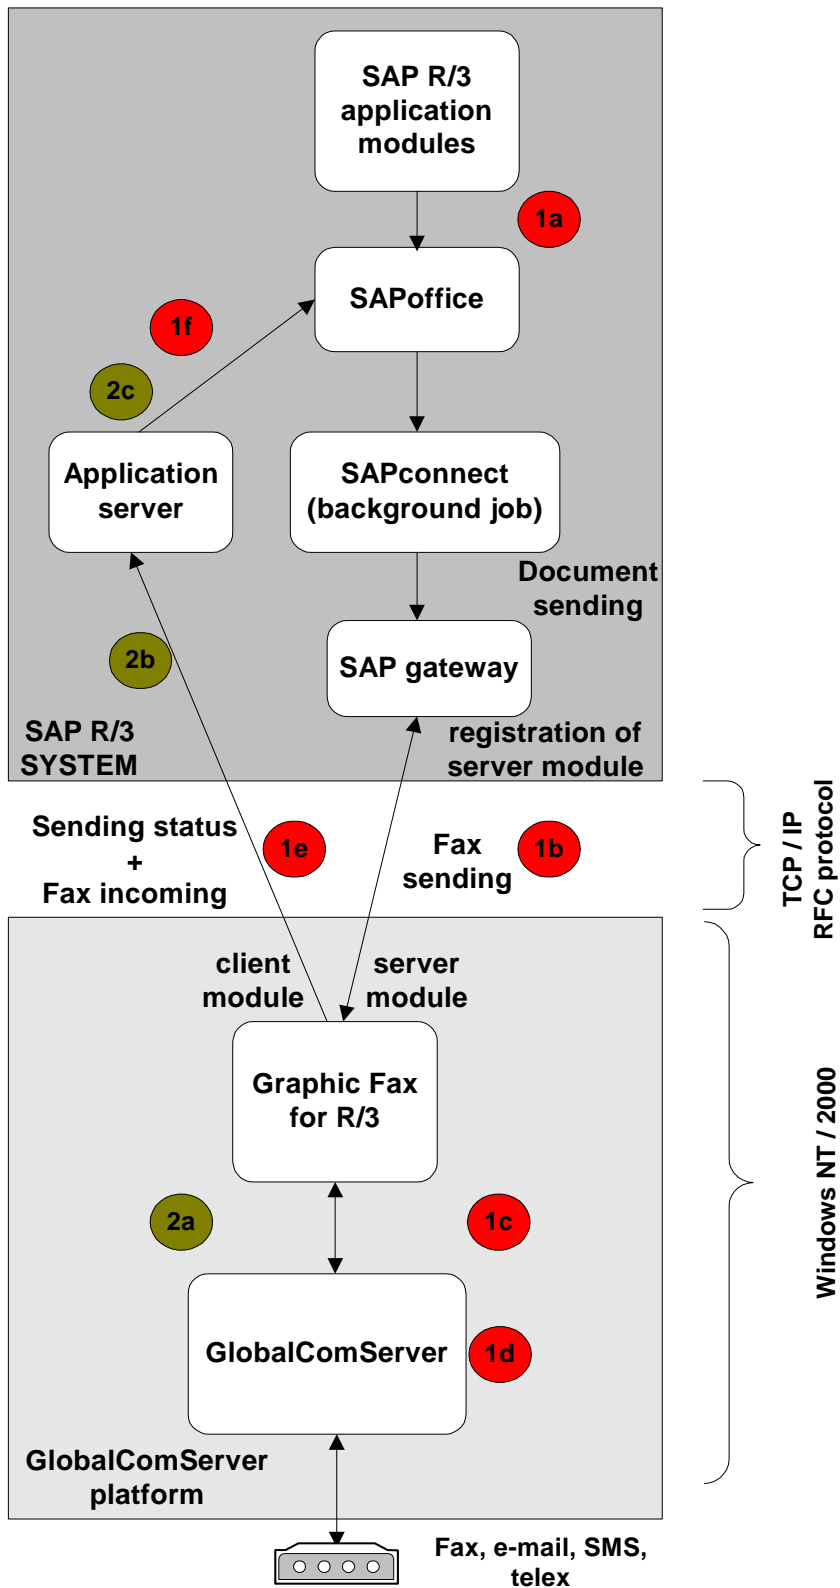 SAP R/3
application
modules
1a
SAPoffice
1f
2c
Application
server
SAPconnect
(background job)
Document
sending
2b
SAP gateway
SAP R/3
SYSTEM
registration of
server module
Sending status
+
Fax incoming
1e
Fax
sending
1b
TCP / IP
RFC protocol
client
module
server
module
Graphic Fax
for R/3
2a
1c
Windows NT / 2000
GlobalComServer
1d
GlobalComServer
platform
Fax, e-mail, SMS,
telex